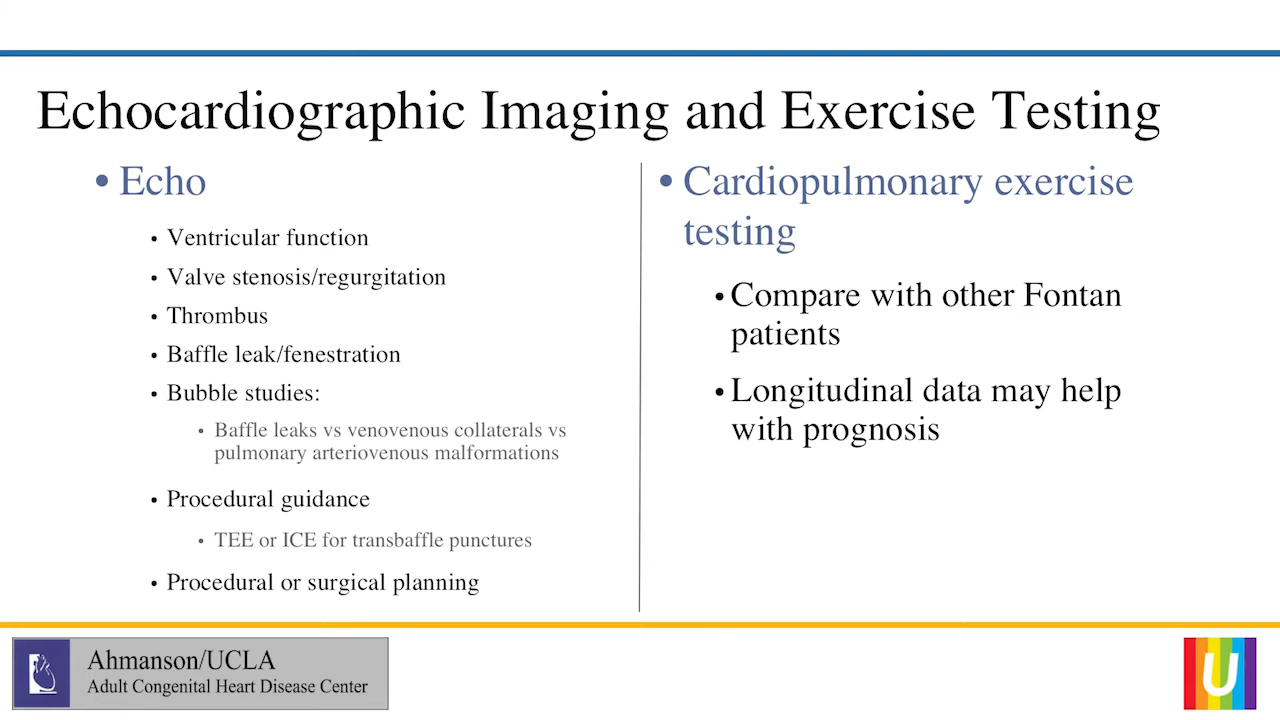 Echocardiographic Imaging and Exercise Testing
• Echo
• Ventricular function
• Valve stenosis/regurgitation
• Thrombus
• Baffle leak/fenestration
• Bubble studies:
• Baffle leaks vs venovenous collaterals vs
pulmonary arteriovenous malformations
• Procedural guidance
• TEE or ICE for transbaffle punctures
• Procedural or surgical planning
• Cardiopulmonary exercise
testing
• Compare with other Fontan
patients
• Longitudinal data may help
with prognosis
Ahmanson/UCLA
Adult Congenital Heart Disease Center
U